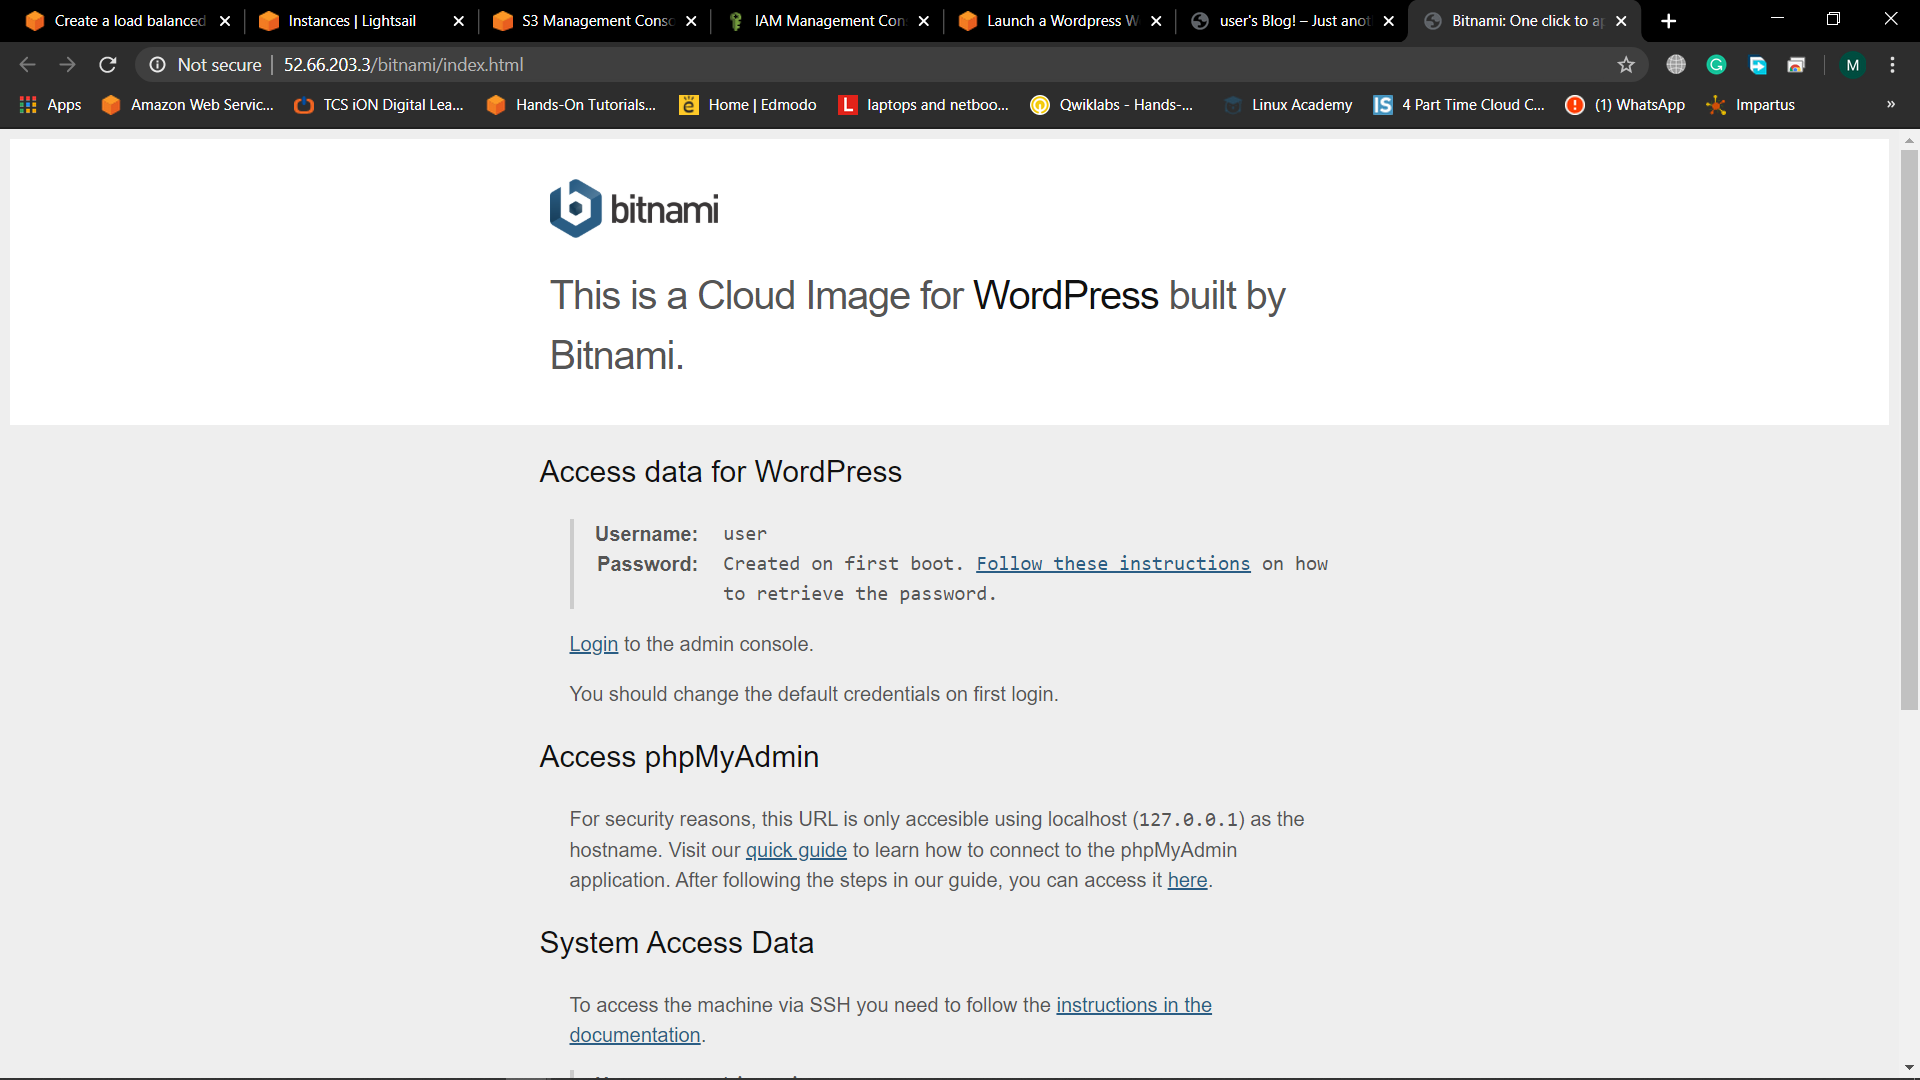 Create a load balanced
Instances | Lightsail
S3 Management Conso
IAM Management Con
Launch a Wordpress W
user's Blog! – Just anot
Bitnami: One click to ap
Not secure | 52.66.203.3/bitnami/index.html
G
M
Apps
Amazon Web Servic...
TCS iON Digital Lea...
Hands-On Tutorials...
Home | Edmodo
L laptops and netboo...
Qwiklabs - Hands-...
Linux Academy
IS 4 Part Time Cloud C...
(1) WhatsApp
Impartus
»
bitnami
This is a Cloud Image for WordPress built by
Bitnami.
Access data for WordPress
Username: user
Password: Created on first boot. Follow these instructions on how
to retrieve the password.
Login to the admin console.
You should change the default credentials on first login.
Access phpMyAdmin
For security reasons, this URL is only accesible using localhost (127.0.0.1) as the
hostname. Visit our quick guide to learn how to connect to the phpMyAdmin
application. After following the steps in our guide, you can access it here.
System Access Data
To access the machine via SSH you need to follow the instructions in the
documentation.